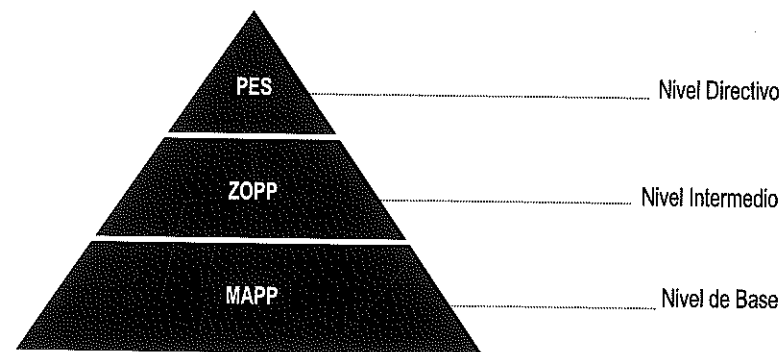 PES
Nivel Directivo
ZOPP
Nivel Intermedio
MAPP
Nivel de Base